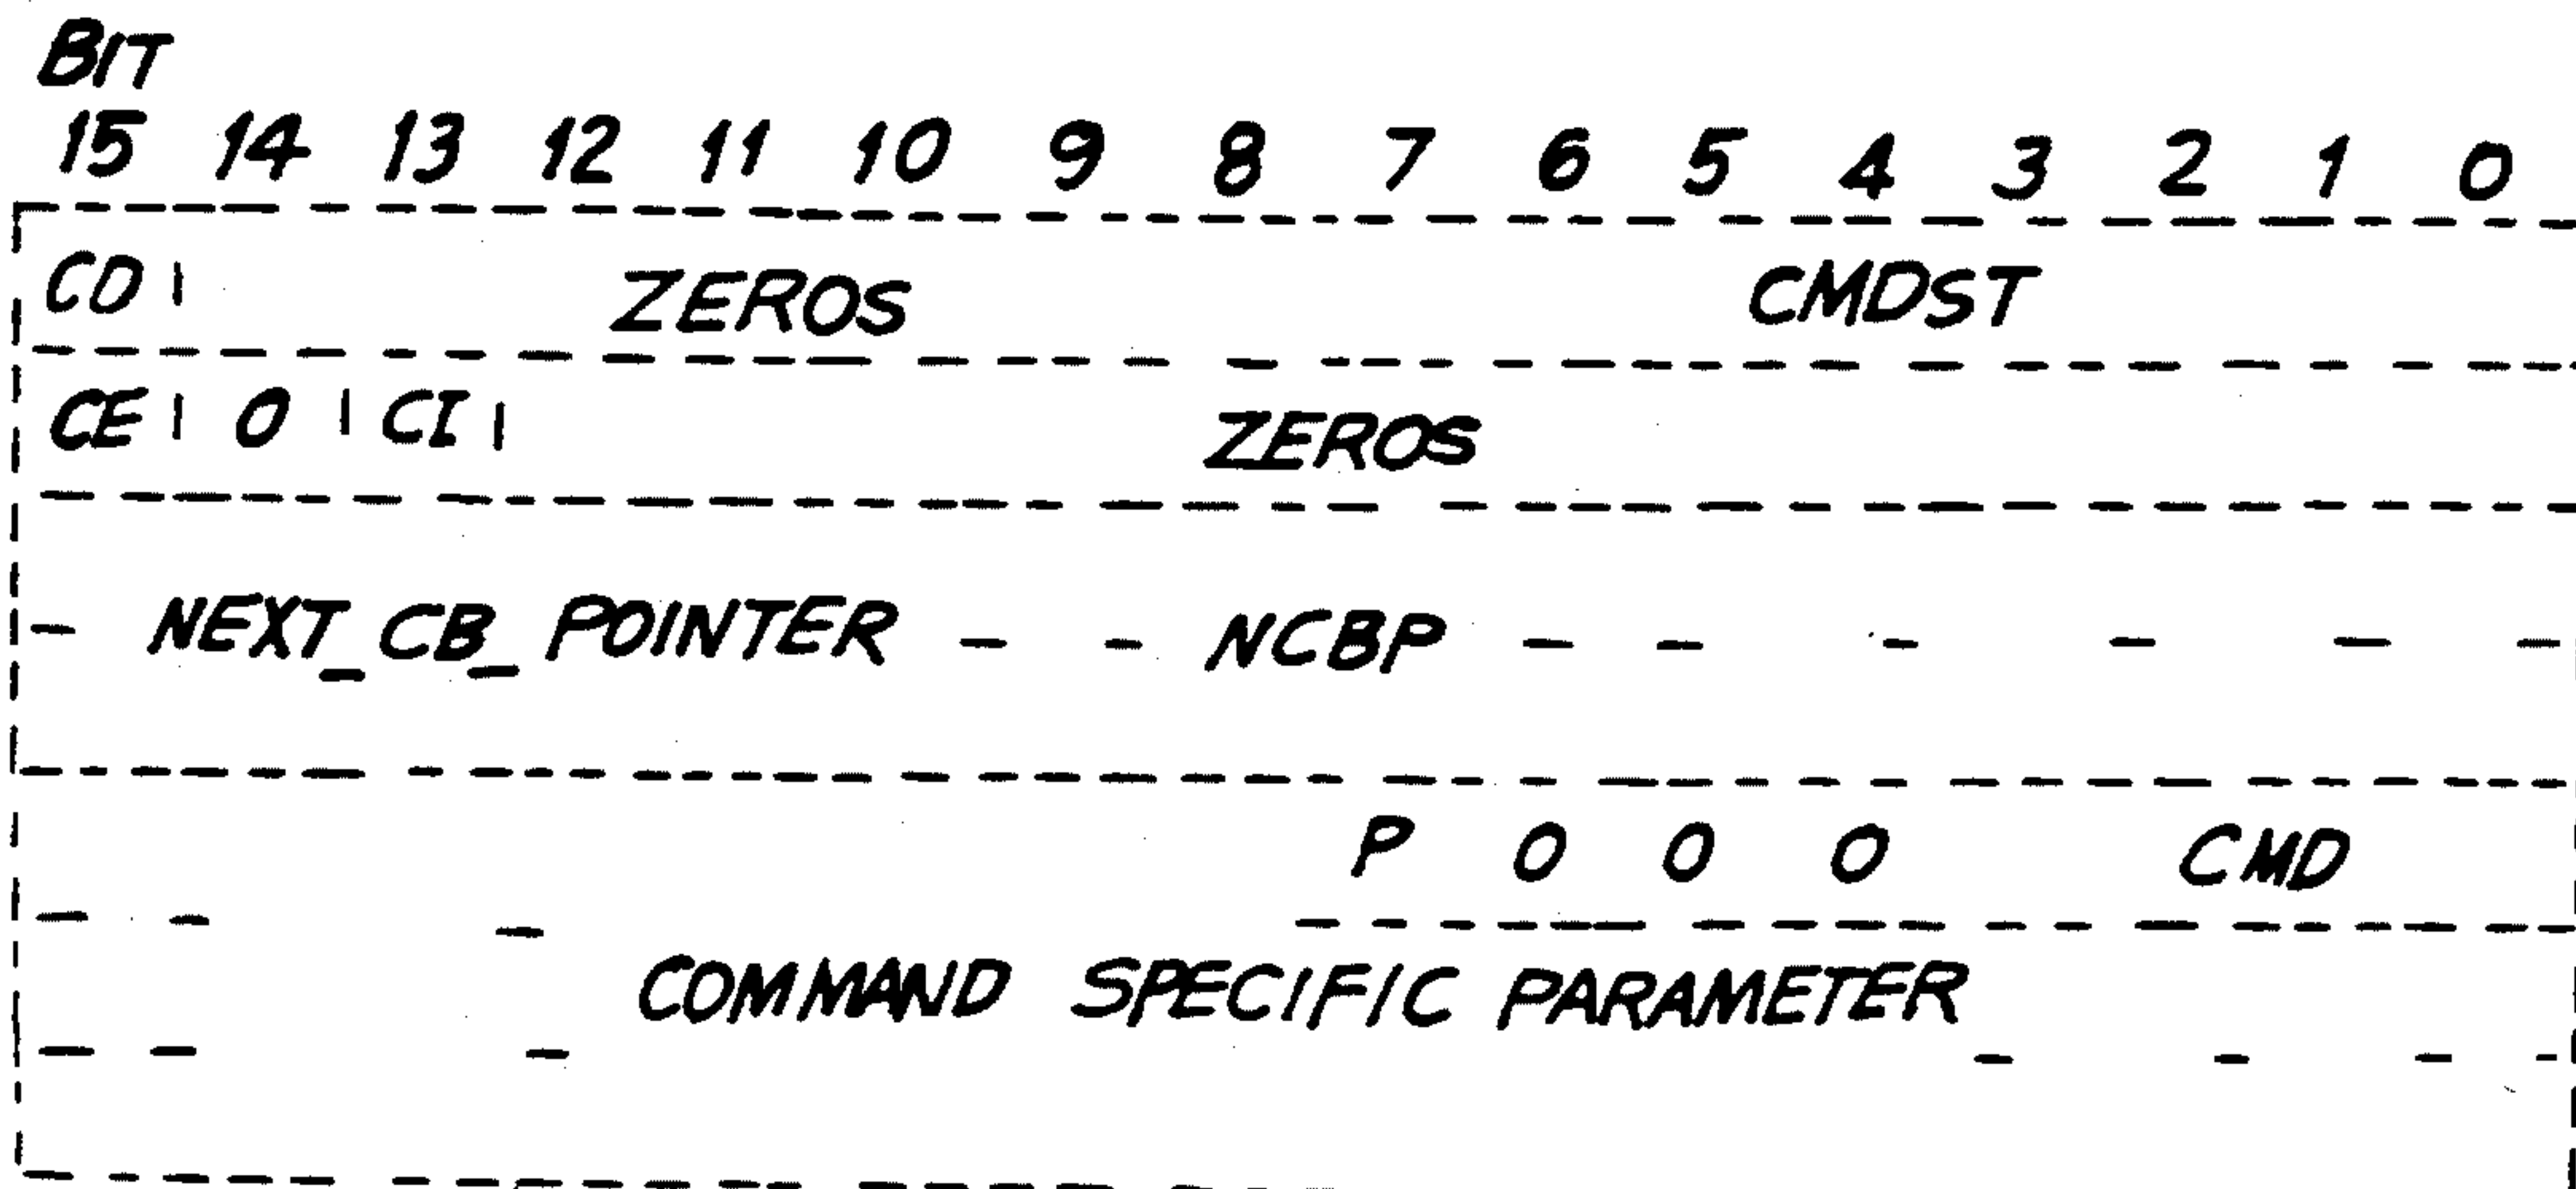 BIT
15 14 13 12 11 10 9 8 7 6 5 4 3 2 1 0
CD ZEROS CMDST
CE 0 CI ZEROS
NEXT_CB_POINTER - - NCBP - - - - - -
P 0 0 0 CMD
COMMAND SPECIFIC PARAMETER